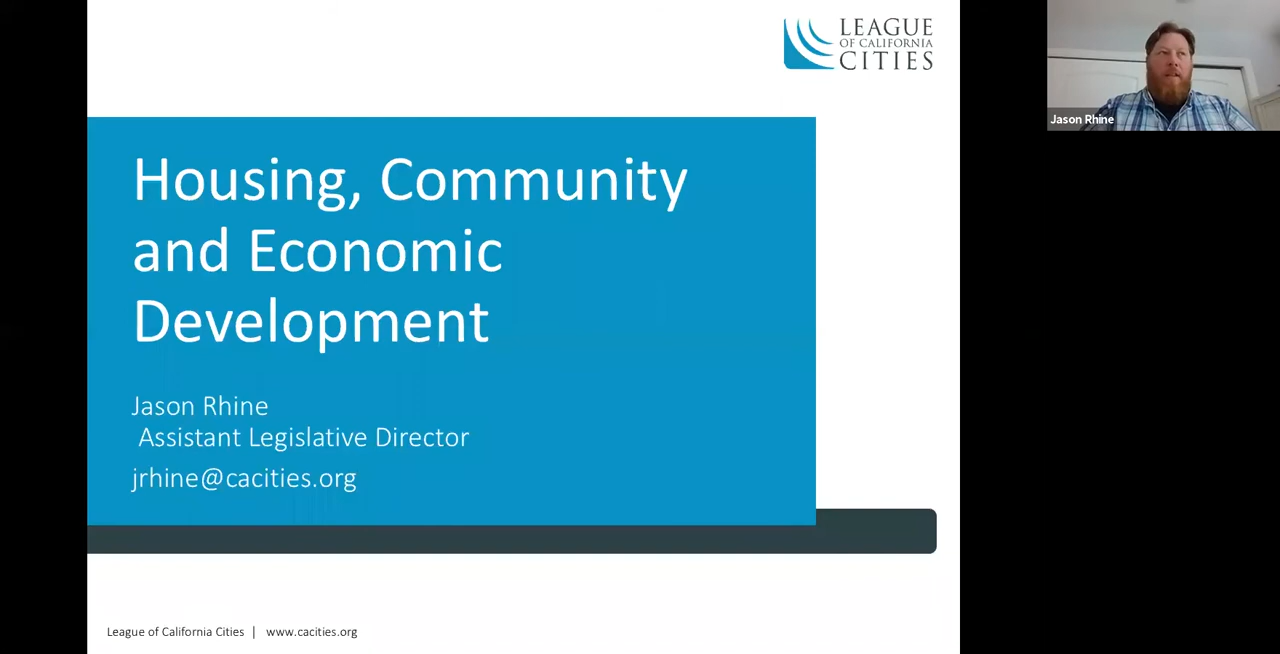 LEAGUE
OF CALIFORNIA
CITIES
Jason Rhine
Housing, Community
and Economic
Development
Jason Rhine
Assistant Legislative Director
jrhine@cacities.org
League of California Cities | www.cacities.org